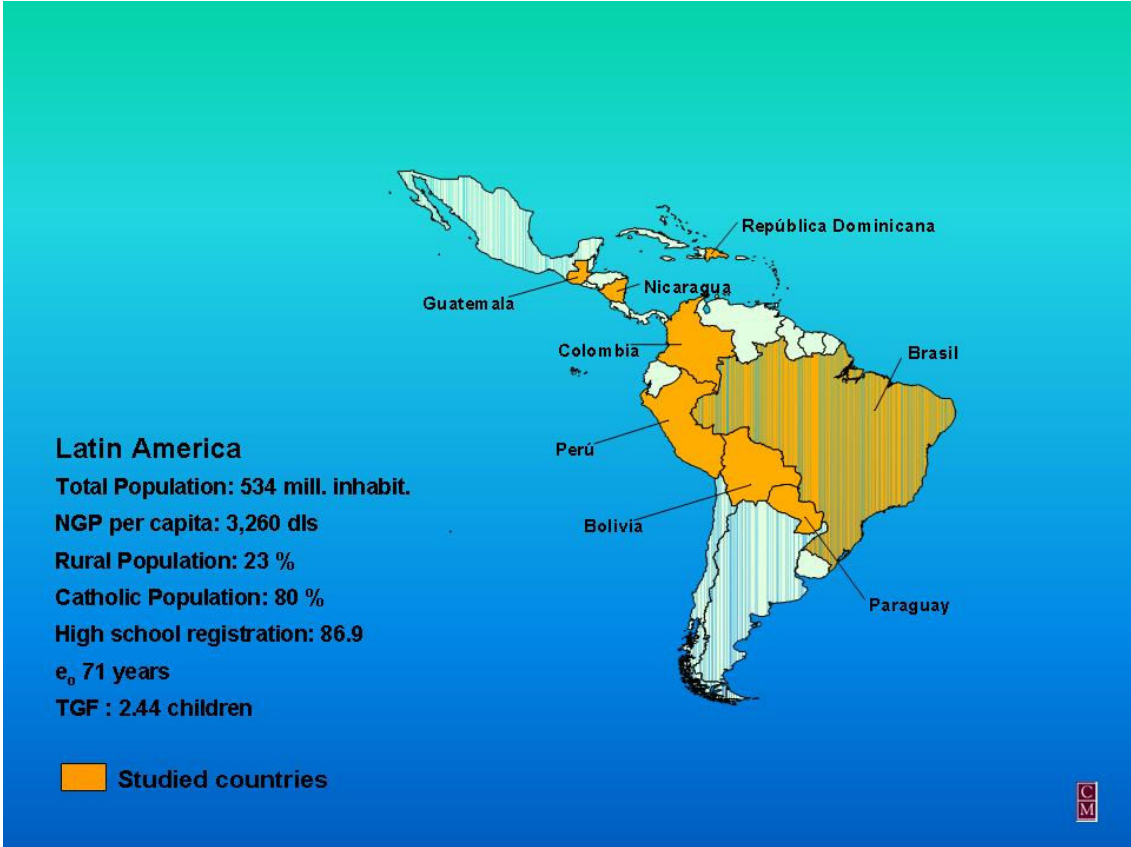 República Dominicana
Nicaragua
Guatemala
Colombia
Brasil
Perú
Bolivia
Paraguay
Latin America
Total Population: 534 mill. inhabit.
NGP per capita: 3,260 dls
Rural Population: 23 %
Catholic Population: 80 %
High school registration: 86.9
e₀ 71 years
TGF : 2.44 children
Studied countries
C
M